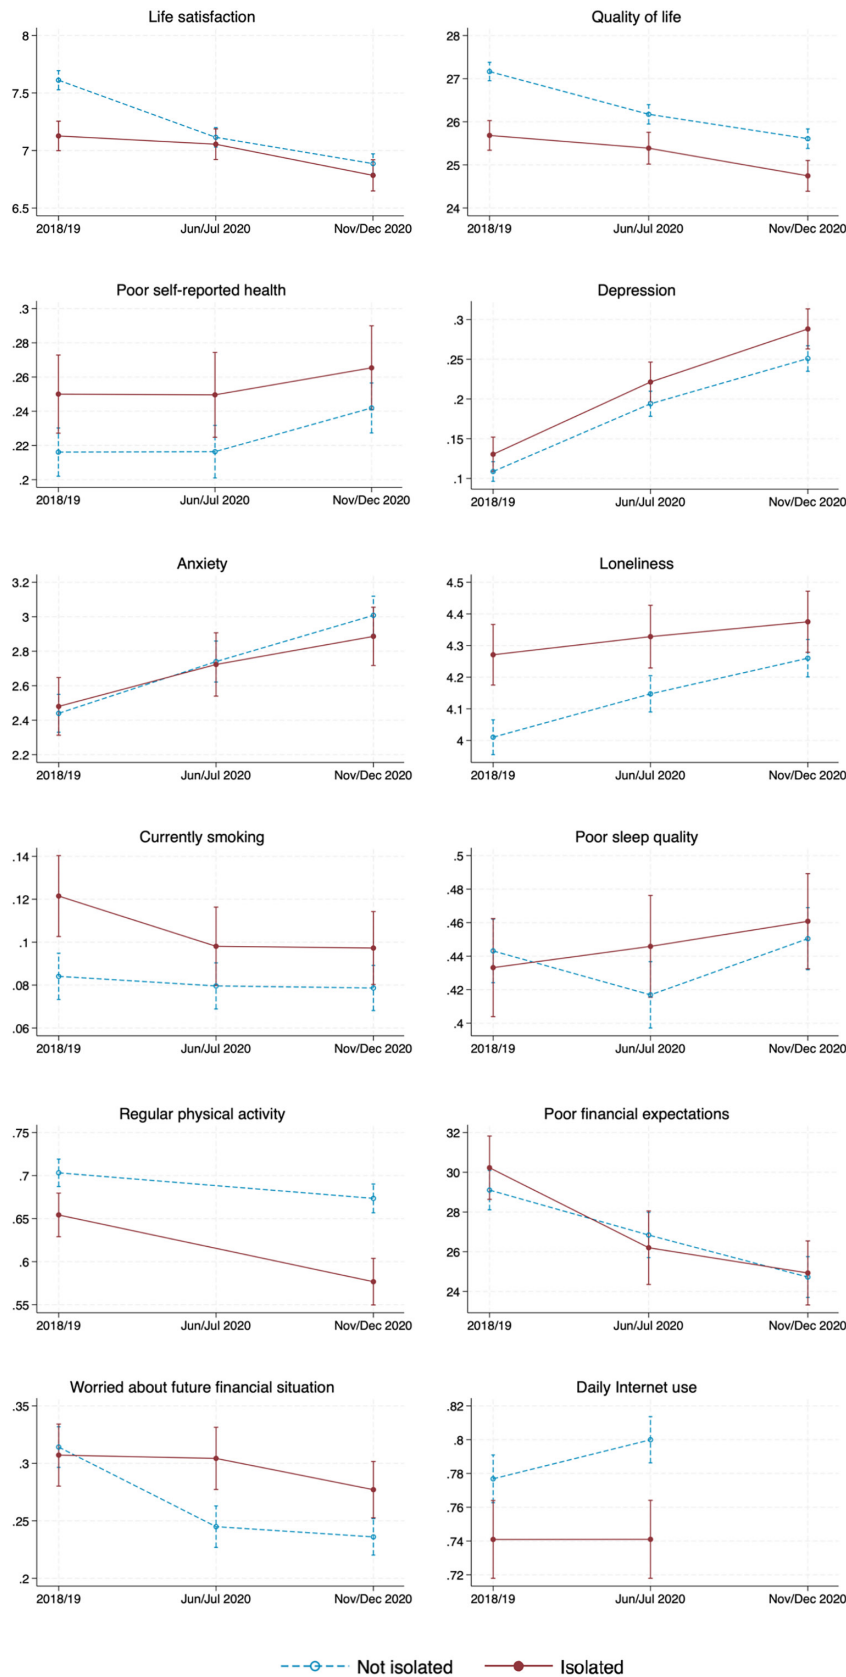 Life satisfaction
8
7.5
7
6.5
2018/19 Jun/Jul 2020 Nov/Dec 2020
Quality of life
28
27
26
25
24
2018/19 Jun/Jul 2020 Nov/Dec 2020
Poor self-reported health
.3
.28
.26
.24
.22
.2
2018/19 Jun/Jul 2020 Nov/Dec 2020
Depression
.3
.25
.2
.15
.1
2018/19 Jun/Jul 2020 Nov/Dec 2020
Anxiety
3.2
3
2.8
2.6
2.4
2.2
2018/19 Jun/Jul 2020 Nov/Dec 2020
Loneliness
4.5
4.4
4.3
4.2
4.1
4
2018/19 Jun/Jul 2020 Nov/Dec 2020
Currently smoking
.14
.12
.1
.08
.06
2018/19 Jun/Jul 2020 Nov/Dec 2020
Poor sleep quality
.5
.48
.46
.44
.42
.4
2018/19 Jun/Jul 2020 Nov/Dec 2020
Regular physical activity
.75
.7
.65
.6
.55
2018/19 Jun/Jul 2020 Nov/Dec 2020
Poor financial expectations
32
30
28
26
24
2018/19 Jun/Jul 2020 Nov/Dec 2020
Worried about future financial situation
.35
.3
.25
.2
2018/19 Jun/Jul 2020 Nov/Dec 2020
Daily Internet use
.82
.8
.78
.76
.74
.72
2018/19 Jun/Jul 2020 Nov/Dec 2020
Not isolated Isolated